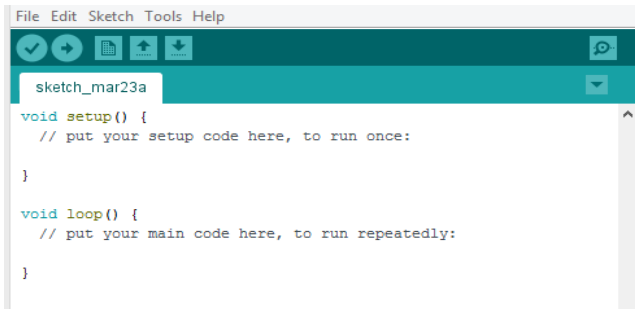 File Edit Sketch Tools Help
sketch_mar23a
void setup() {
  // put your setup code here, to run once:
}
void loop() {
  // put your main code here, to run repeatedly:
}